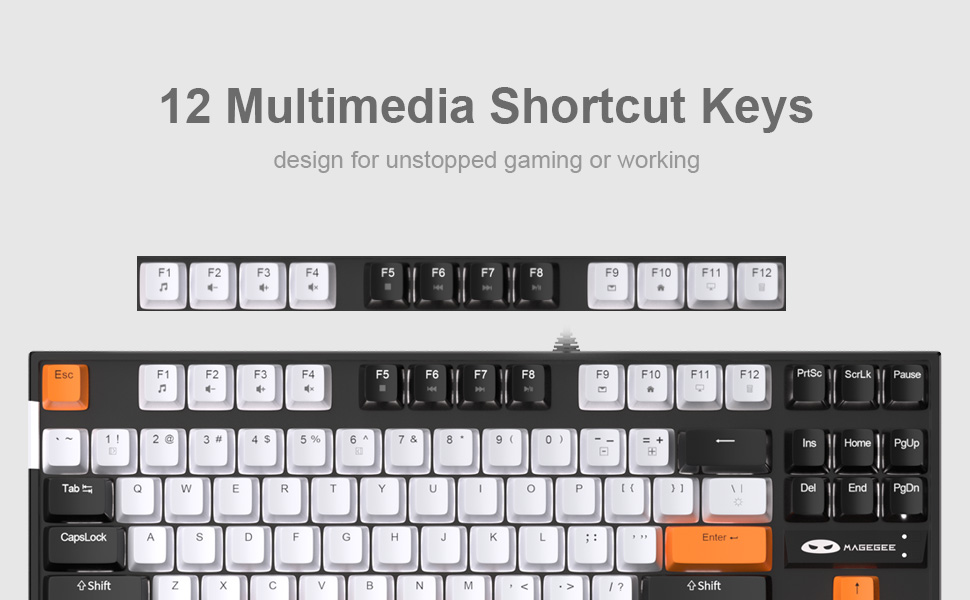 12 Multimedia Shortcut Keys
design for unstopped gaming or working
F1 F2 F3 F4 F5 F6 F7 F8 F9 F10 F11 F12
Esc F1 F2 F3 F4 F5 F6 F7 F8 F9 F10 F11 F12 PrtSc ScrLk Pause
` ~ 1 ! 2 @ 3 # 4 $ 5 % 6 ^ 7 & 8 * 9 ( 0 ) - _ = + ← Ins Home PgUp
Tab Q W E R T Y U I O P [ { } ] \ | Del End PgDn
CapsLock A S D F G H J K L ; : ' " Enter MAGEGEE
⇧Shift Z X C V B N M , < . > / ? ⇧Shift ↑